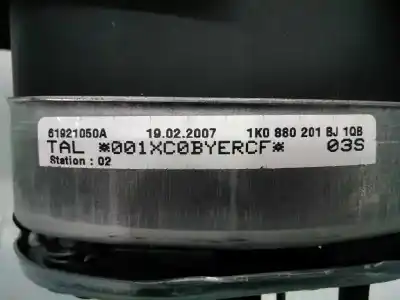 61921050A 19.02.2007 1K0 880 201 BJ 1QB
TAL *001XC0BYERCF* 03S
Station : 02